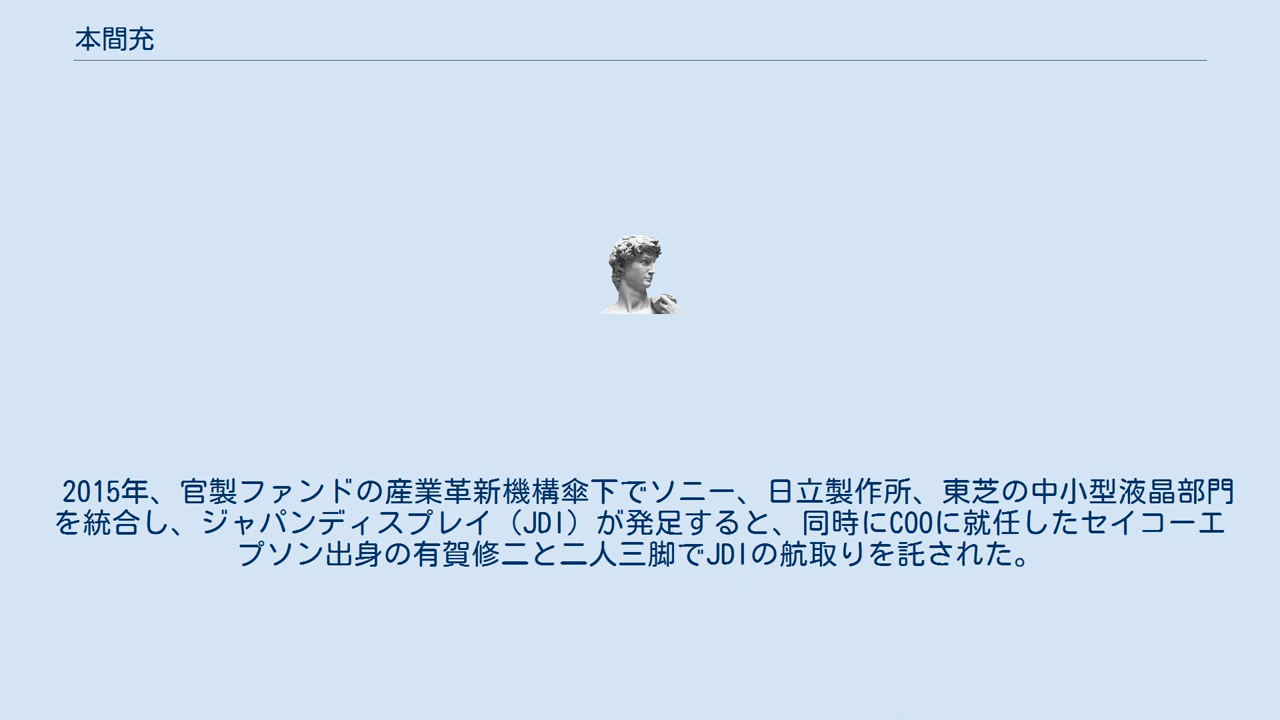 本間充
2015年、官製ファンドの産業革新機構傘下でソニー、日立製作所、東芝の中小型液晶部門
を統合し、ジャパンディスプレイ（JDI）が発足すると、同時にCOOに就任したセイコーエ
プソン出身の有賀修二と二人三脚でJDIの航取りを託された。